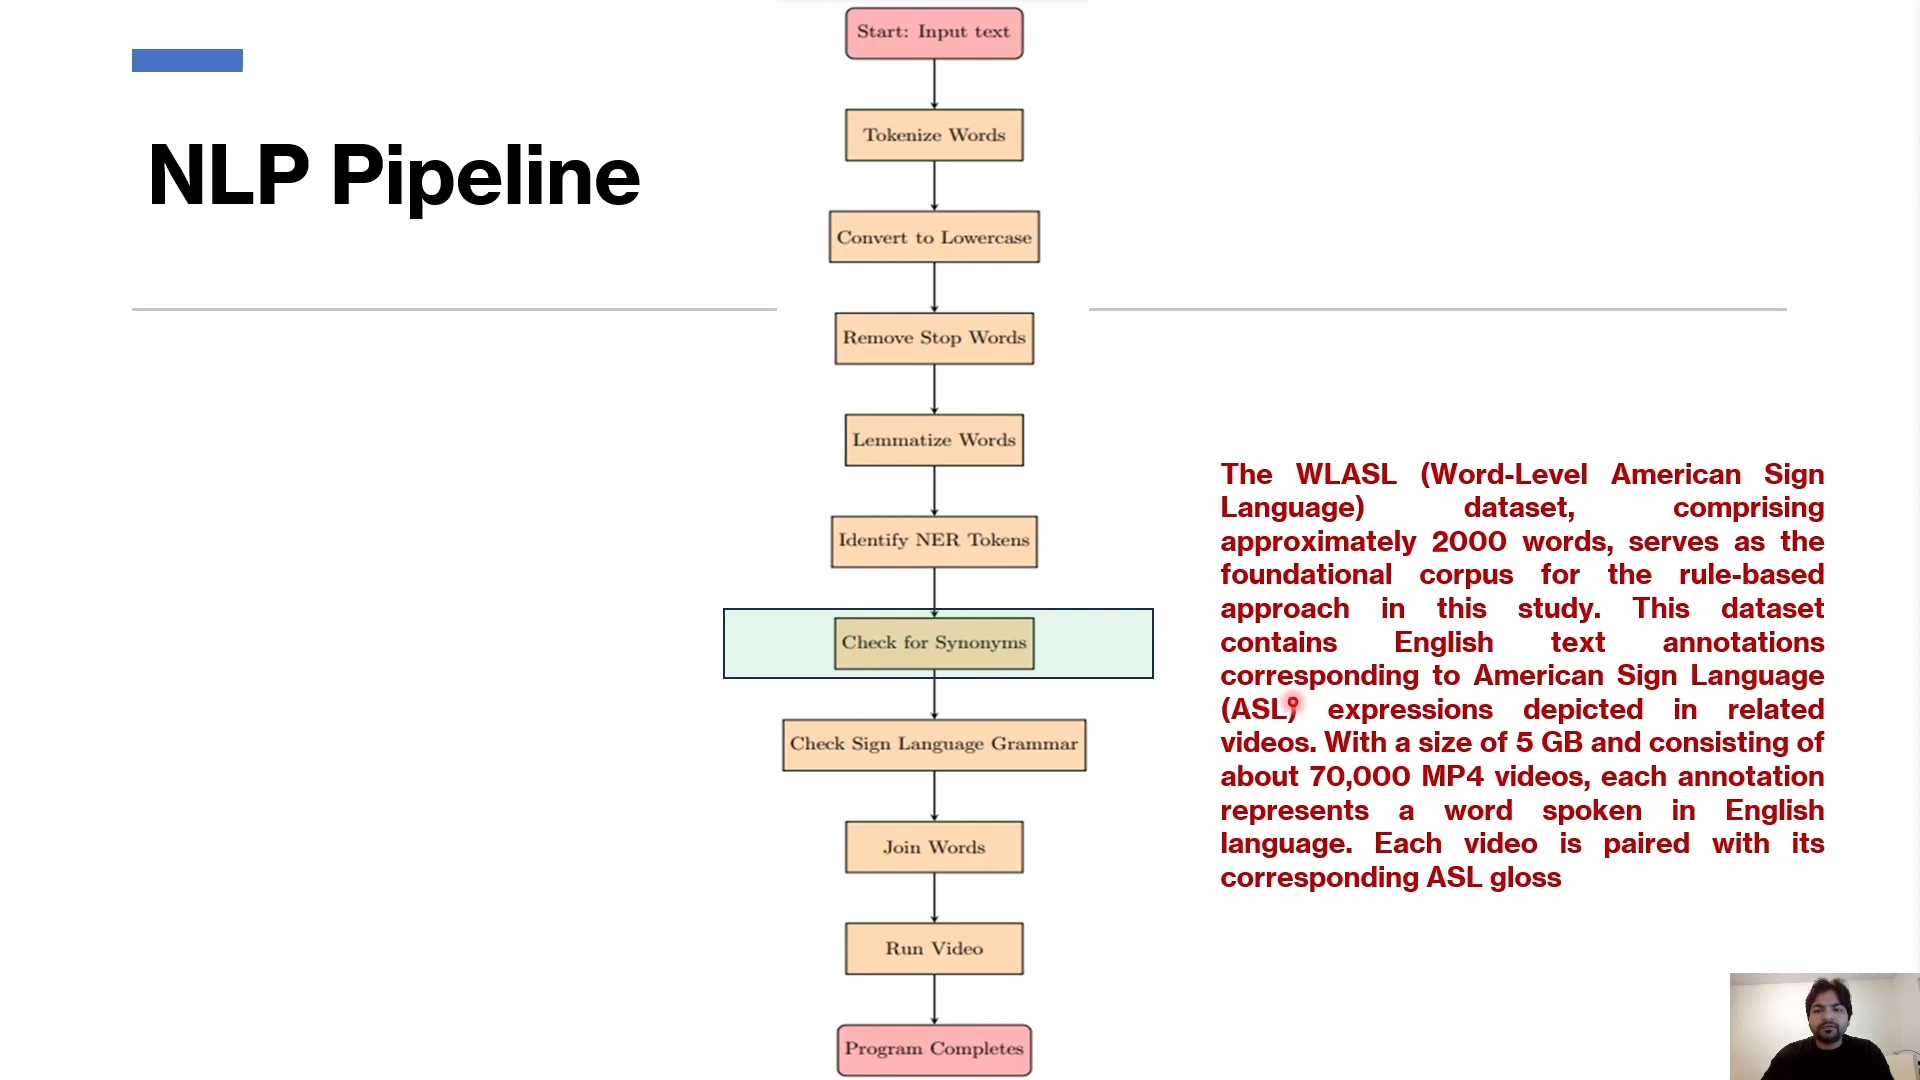 NLP Pipeline
Start: Input text
Tokenize Words
Convert to Lowercase
Remove Stop Words
Lemmatize Words
Identify NER Tokens
Check for Synonyms
Check Sign Language Grammar
Join Words
Run Video
Program Completes
The WLASL (Word-Level American Sign
Language) dataset, comprising
approximately 2000 words, serves as the
foundational corpus for the rule-based
approach in this study. This dataset
contains English text annotations
corresponding to American Sign Language
(ASL) expressions depicted in related
videos. With a size of 5 GB and consisting of
about 70,000 MP4 videos, each annotation
represents a word spoken in English
language. Each video is paired with its
corresponding ASL gloss